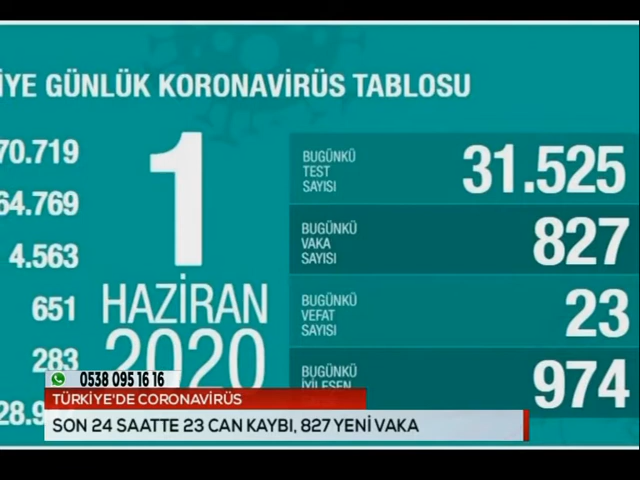 İYE GÜNLÜK KORONAVİRÜS TABLOSU
70.719
64.769
4.563
651
283
1
HAZİRAN
2020
BUGÜNKÜ
TEST
SAYISI
31.525
BUGÜNKÜ
VAKA
SAYISI
827
BUGÜNKÜ
VEFAT
SAYISI
23
BUGÜNKÜ
İYİLEŞEN
974
0538 095 16 16
TÜRKİYE'DE CORONAVİRÜS
SON 24 SAATTE 23 CAN KAYBI, 827 YENİ VAKA